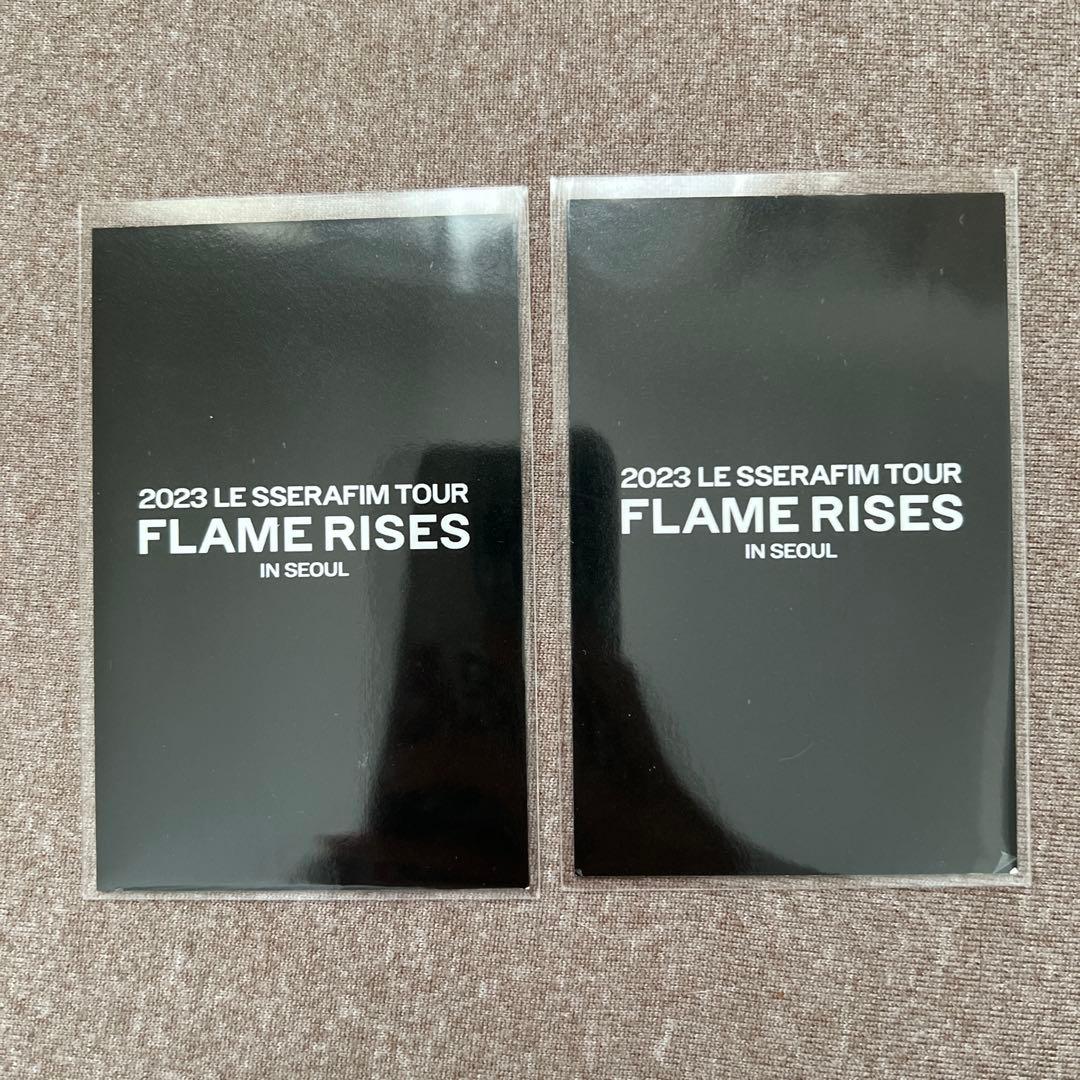 2023 LE SSERAFIM TOUR
FLAME RISES
IN SEOUL
2023 LE SSERAFIM TOUR
FLAME RISES
IN SEOUL